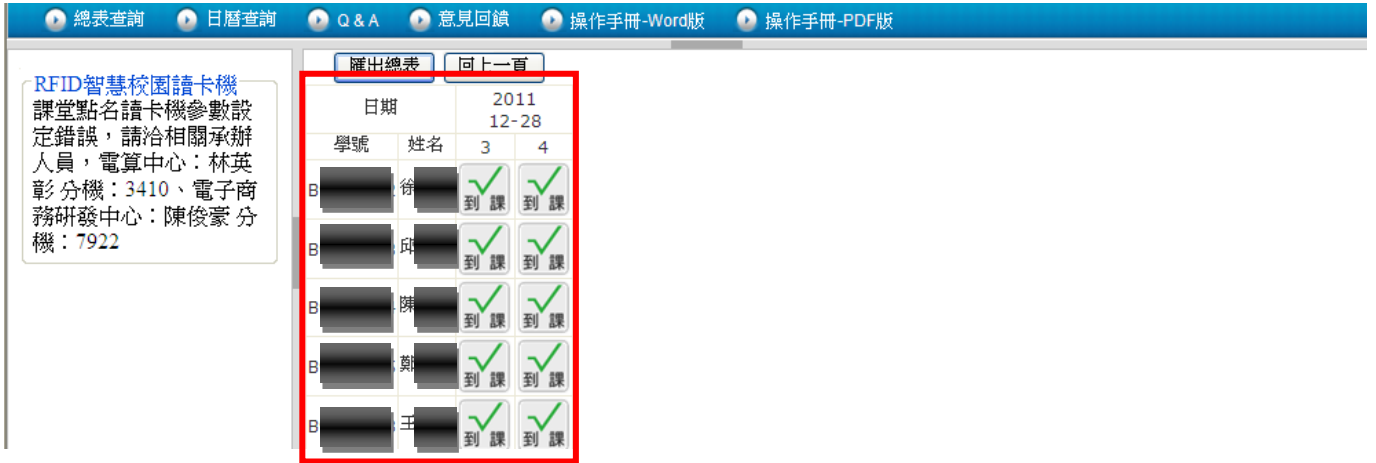 總表查詢 日曆查詢 Q & A 意見回饋 操作手冊-Word版 操作手冊-PDF版
RFID智慧校園讀卡機
課堂點名讀卡機參數設
定錯誤，請洽相關承辦
人員，電算中心：林英
彰 分機：3410、電子商
務研發中心：陳俊豪 分
機：7922
匯出總表 回上一頁
日期 2011
12-28
學號 姓名 3 4
B 徐 到課 到課
B 邱 到課 到課
B 陳 到課 到課
B 鄭 到課 到課
B 王 到課 到課